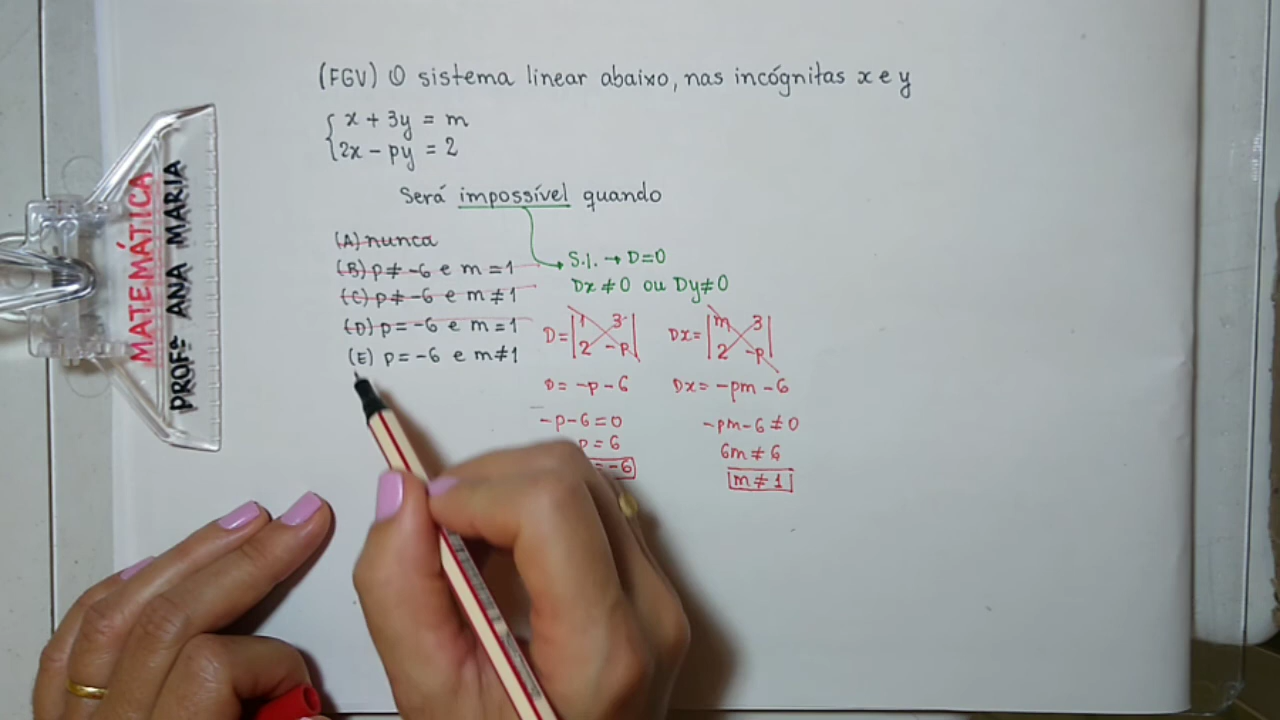 (FGV) O sistema linear abaixo, nas incógnitas x e y
x + 3y = m
2x - py = 2
Será impossível quando
(A) nunca
(B) p ≠ -6 e m = 1
(C) p ≠ -6 e m ≠ 1
(D) p = -6 e m = 1
(E) p = -6 e m ≠ 1
S.I. → D=0
Dx ≠ 0 ou Dy ≠ 0
D = |1 3|
|2 -p|
D = -p - 6
-p - 6 = 0
p = 6
= -6
Dx = |m 3|
|2 -p|
Dx = -pm - 6
-pm - 6 ≠ 0
6m ≠ 6
m ≠ 1
MATEMÁTICA
PROFª ANA MARIA